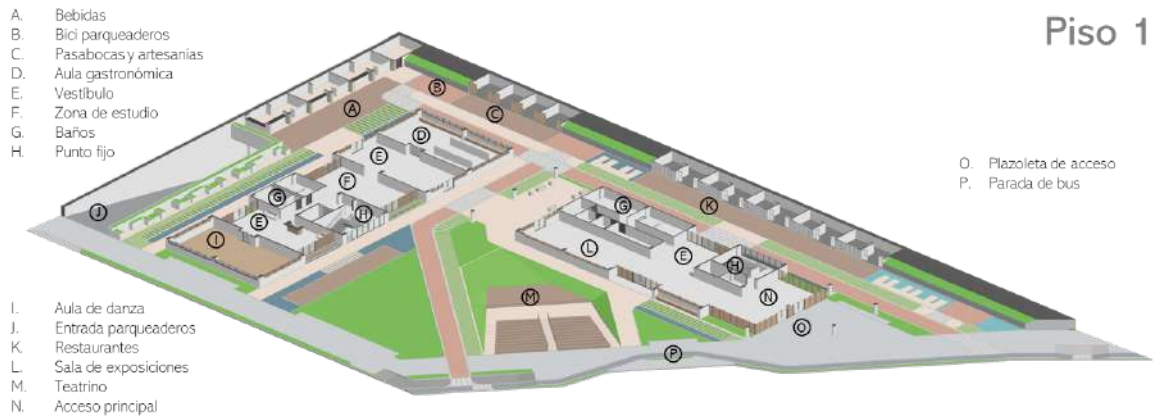 A. Bebidas
B. Bici parqueaderos
C. Pasabocas y artesanías
D. Aula gastronómica
E. Vestíbulo
F. Zona de estudio
G. Baños
H. Punto fijo
Piso 1
O. Plazoleta de acceso
P. Parada de bus
A
B
C
D
E
F
G
H
E
I
J
G
K
L
E
H
N
M
O
P
I. Aula de danza
J. Entrada parqueaderos
K. Restaurantes
L. Sala de exposiciones
M. Teatrino
N. Acceso principal